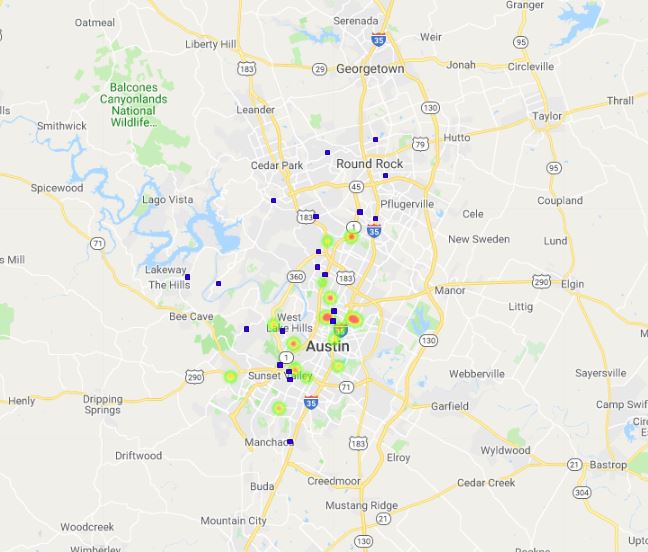 Granger
Oatmeal
Serenada
35
Weir
95
Liberty Hill
183
29
Georgetown
Jonah
Circleville
Balcones
Canyonlands
National
Wildlife...
Leander
130
Taylor
Thrall
Smithwick
79
Hutto
Cedar Park
Round Rock
95
Spicewood
45
Lago Vista
Pflugerville
Coupland
183
Cele
1
35
New Sweden
Lund
71
s Mill
Lakeway
The Hills
360
183
Manor
290
Elgin
Littig
Bee Cave
West
Lake Hills
35
Austin
130
1
290
Sunset Valley
71
Webberville
Sayersville
Henly
Dripping
Springs
35
Garfield
Camp Swif
Manchaca
183
Driftwood
Elroy
Wyldwood
21
Bastrop
Buda
Creedmoor
Cedar Creek
304
Mustang Ridge
Mountain City
21
Woodcreek
130
Wimberley